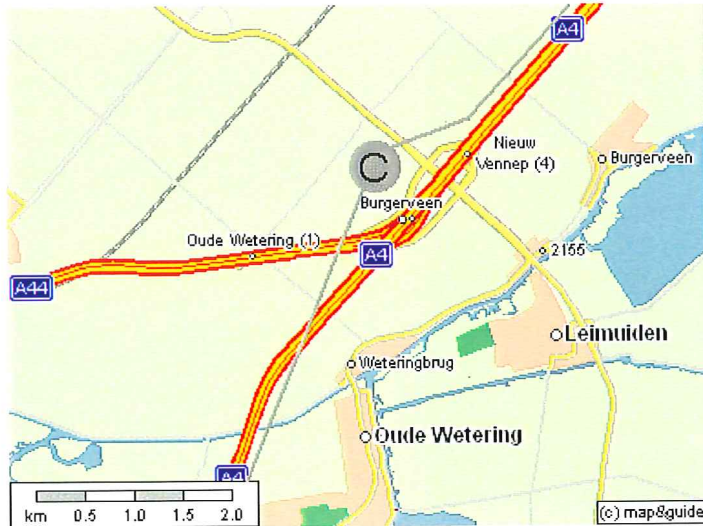 A4
C
Nieuw
Vennep (4)
Burgerveen
Burgerveen
Oude Wetering (1)
A4
2155
A44
Leimuiden
Weteringbrug
Oude Wetering
A4
km 0.5 1.0 1.5 2.0
(c) map&guide